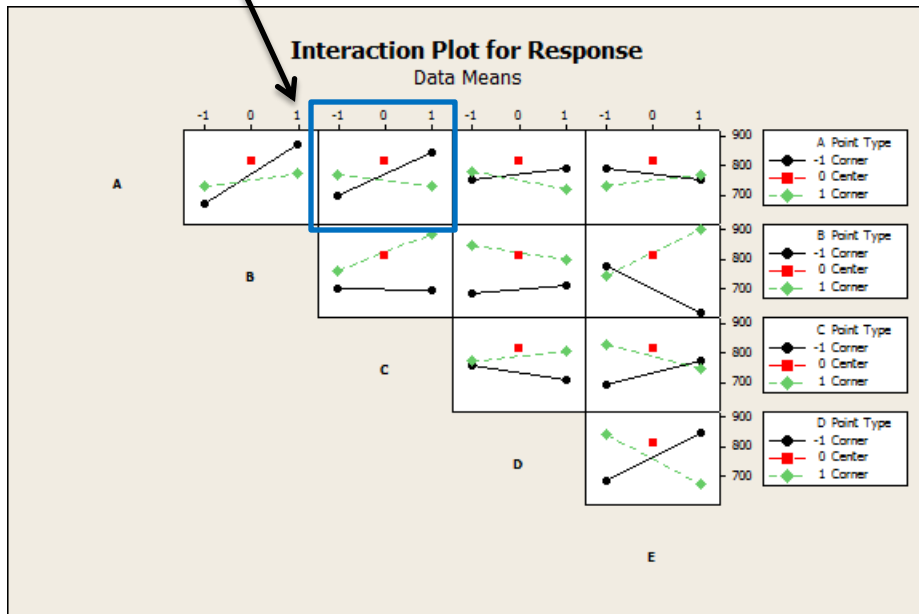 Interaction Plot for Response
Data Means
-1 0 1 -1 0 1 -1 0 1 -1 0 1
A
900
800
700
A Point Type
-1 Corner
0 Center
1 Corner
B
900
800
700
B Point Type
-1 Corner
0 Center
1 Corner
C
900
800
700
C Point Type
-1 Corner
0 Center
1 Corner
D
900
800
700
D Point Type
-1 Corner
0 Center
1 Corner
E